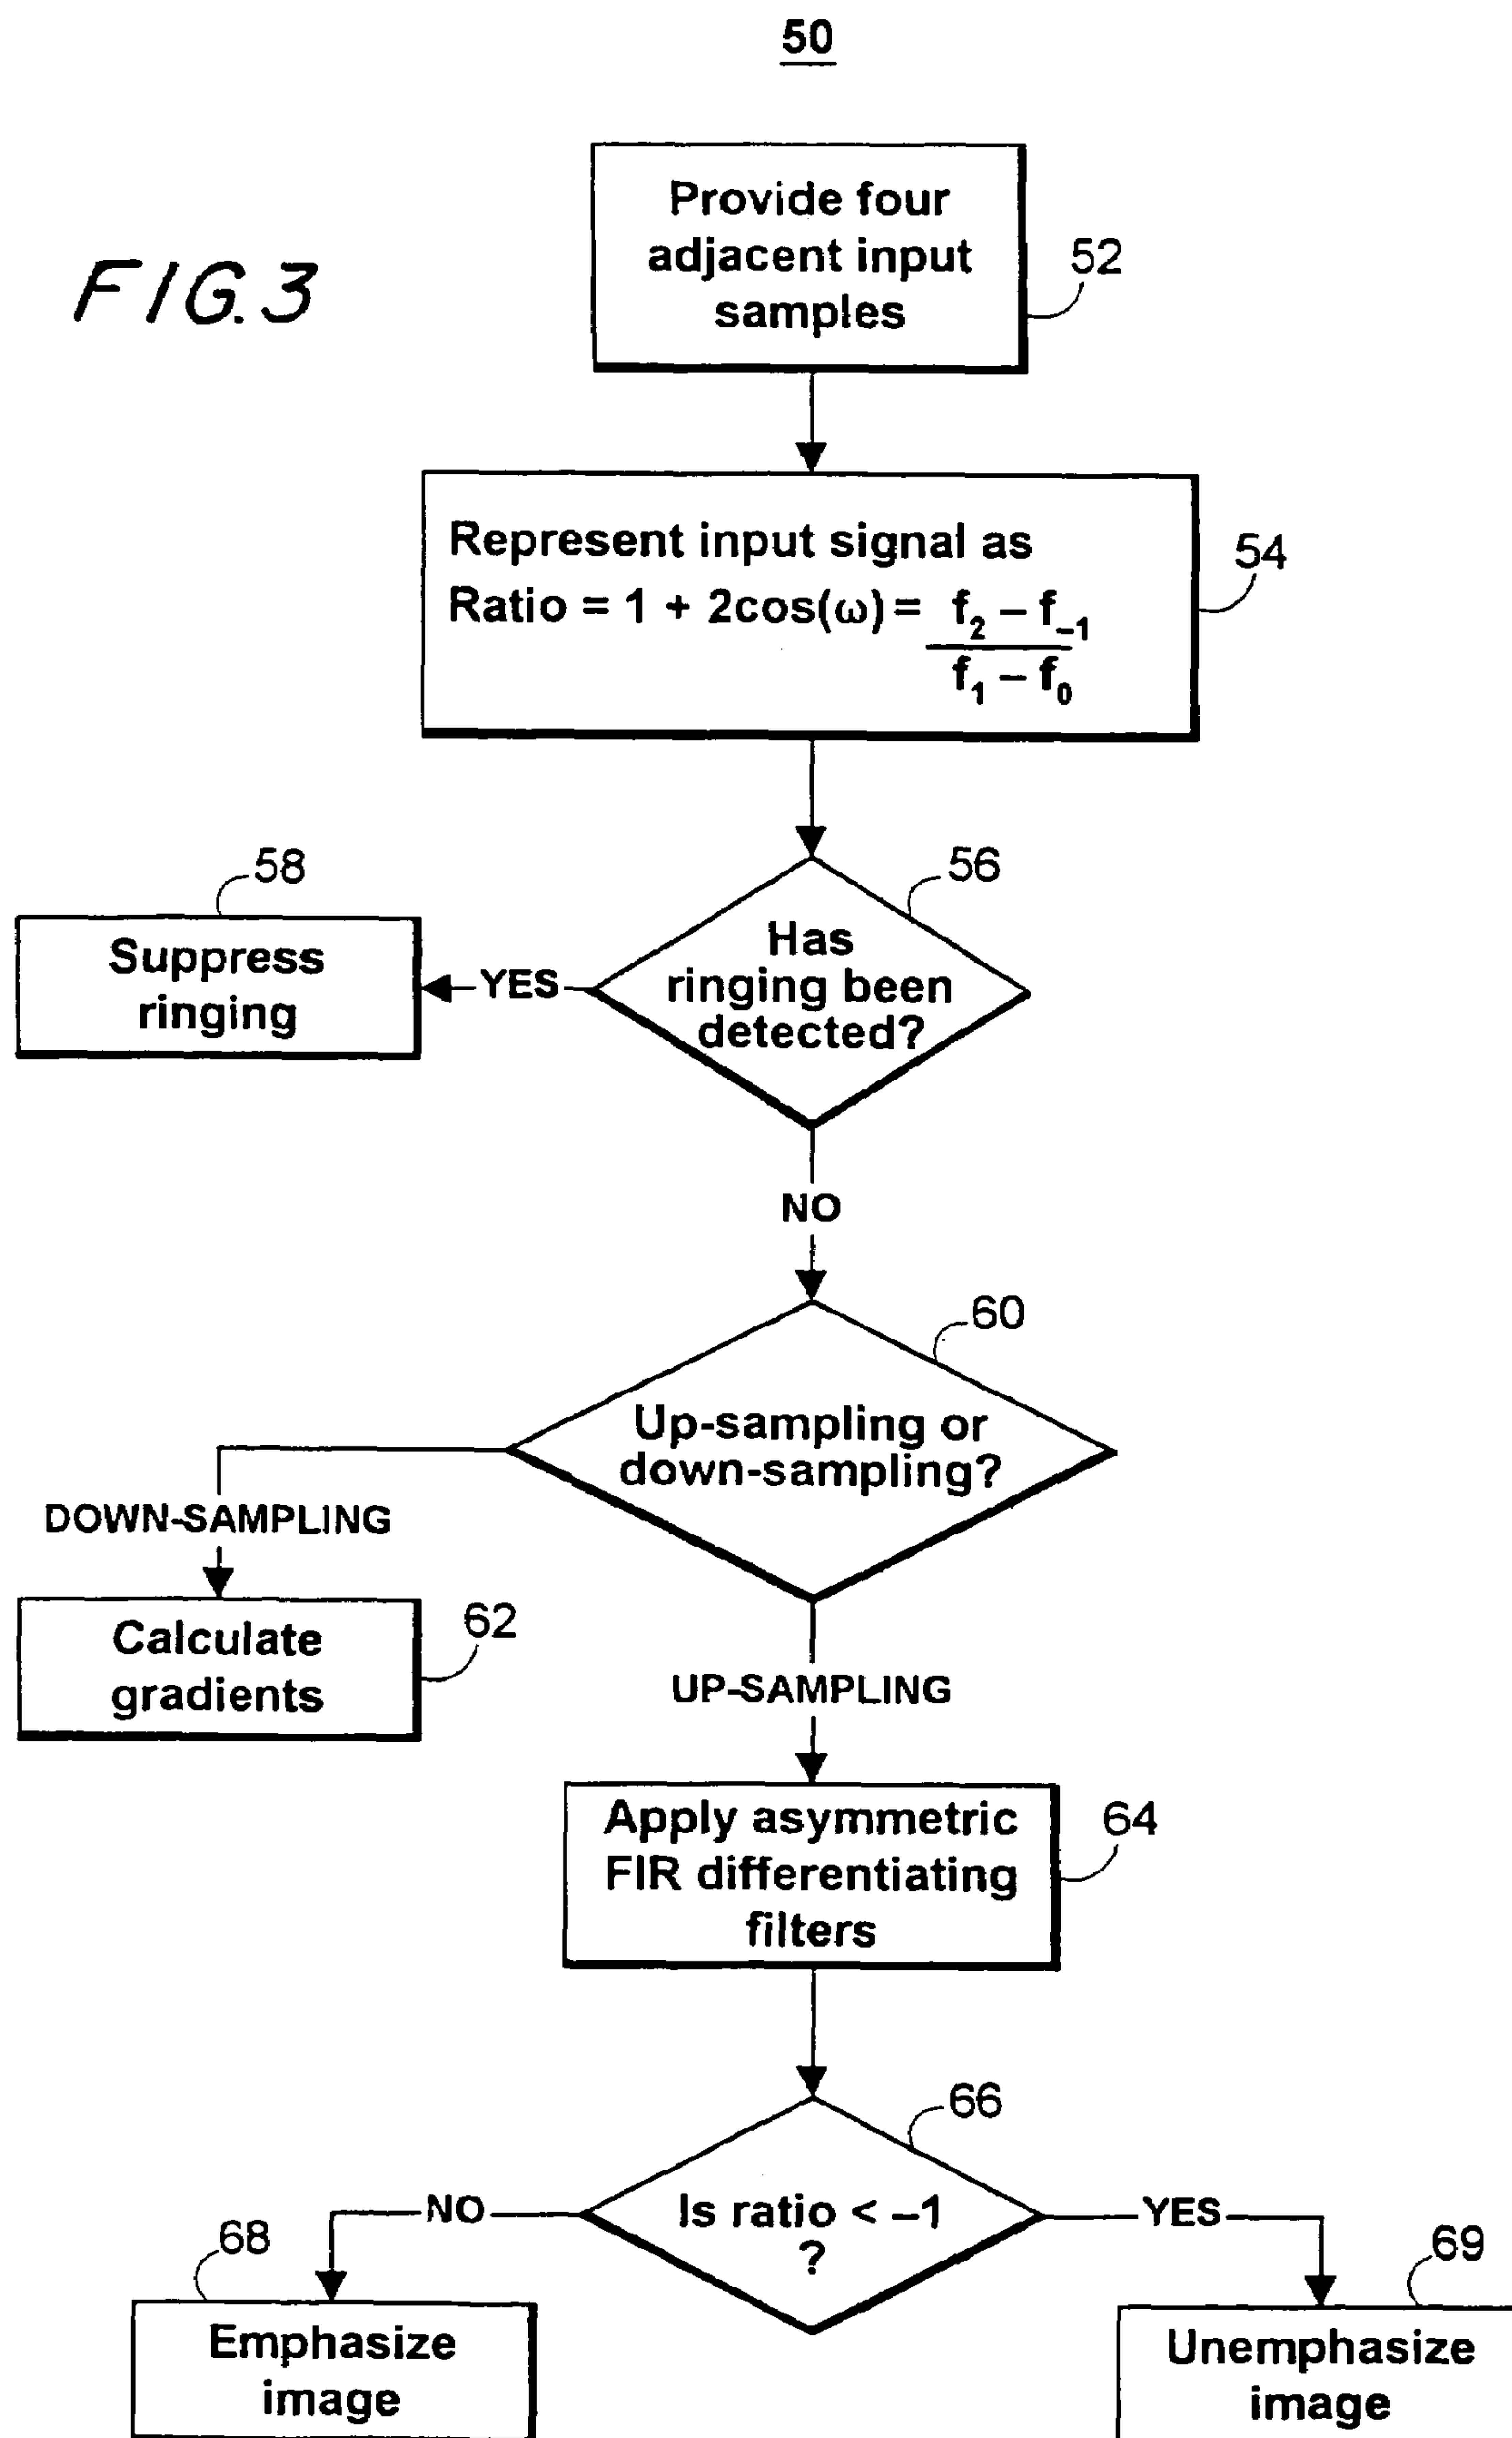 50
FIG. 3
Provide four
adjacent input
samples
52
Represent input signal as
Ratio = 1 + 2cos(ω) = f₂ – f₋₁
f₁ – f₀
54
58
56
Suppress
ringing
YES
Has
ringing been
detected?
NO
60
Up-sampling or
down-sampling?
DOWN-SAMPLING
Calculate
gradients
62
UP-SAMPLING
Apply asymmetric
FIR differentiating
filters
64
66
NO
Is ratio < –1
?
YES
68
69
Emphasize
image
Unemphasize
image